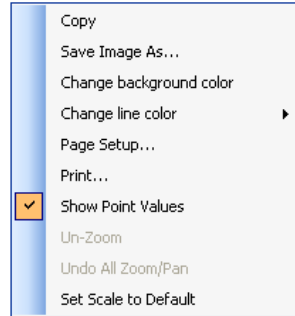 Copy
Save Image As...
Change background color
Change line color
Page Setup...
Print...
Show Point Values
Un-Zoom
Undo All Zoom/Pan
Set Scale to Default